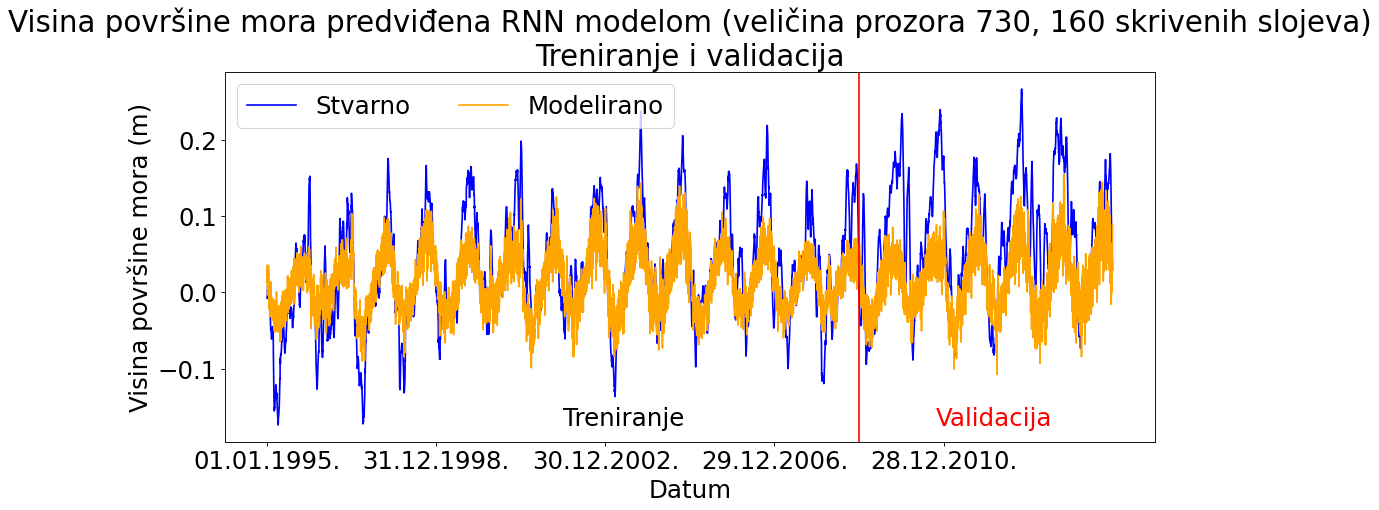 Visina površine mora predviđena RNN modelom (veličina prozora 730, 160 skrivenih slojeva)
Treniranje i validacija
Stvarno
Modelirano
Visina površine mora (m)
0.2
0.1
0.0
−0.1
Treniranje
Validacija
01.01.1995.
31.12.1998.
30.12.2002.
29.12.2006.
28.12.2010.
Datum